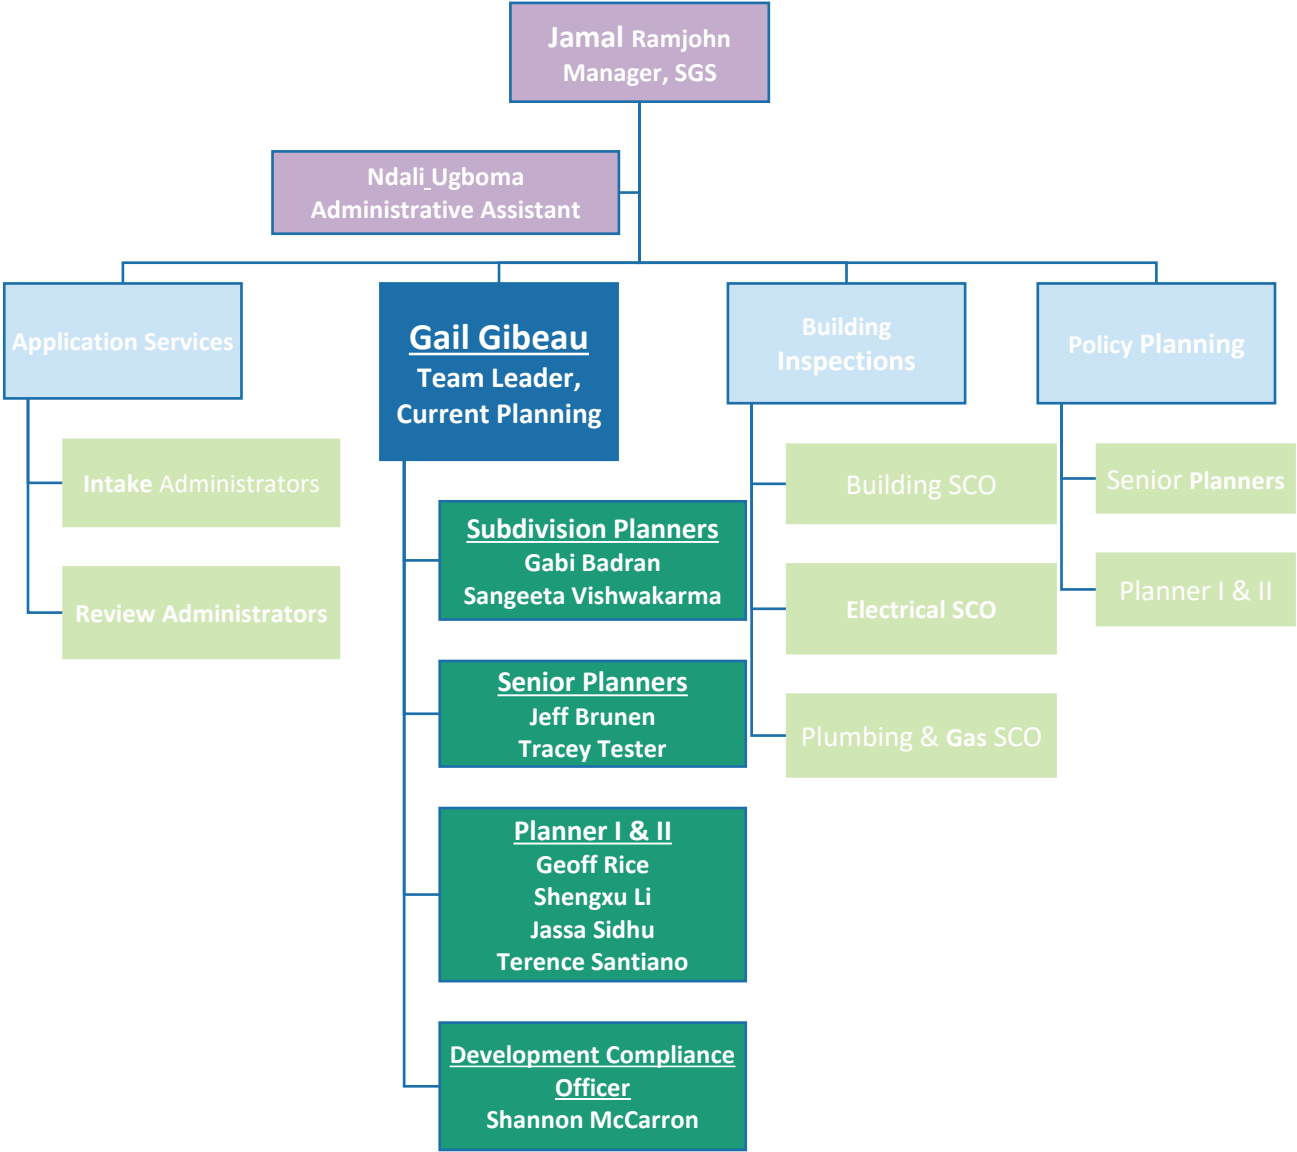 Jamal Ramjohn
Manager, SGS
Ndali Ugboma
Administrative Assistant
Application Services
Intake Administrators
Review Administrators
Gail Gibeau
Team Leader,
Current Planning
Subdivision Planners
Gabi Badran
Sangeeta Vishwakarma
Senior Planners
Jeff Brunen
Tracey Tester
Planner I & II
Geoff Rice
Shengxu Li
Jassa Sidhu
Terence Santiano
Development Compliance
Officer
Shannon McCarron
Building
Inspections
Building SCO
Electrical SCO
Plumbing & Gas SCO
Policy Planning
Senior Planners
Planner I & II